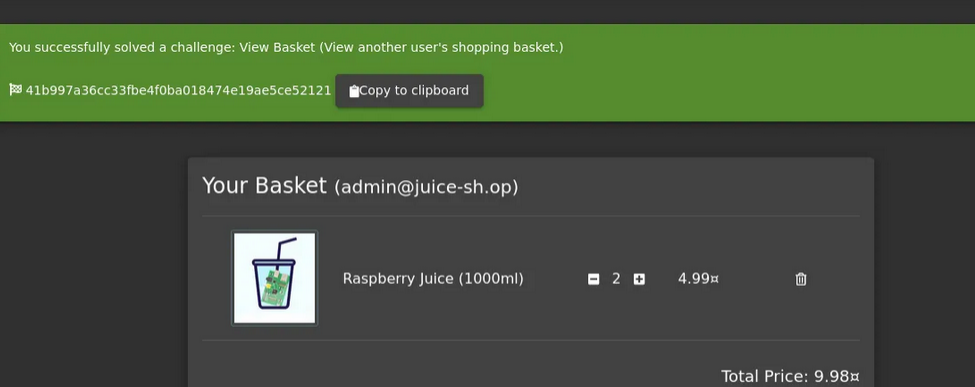 You successfully solved a challenge: View Basket (View another user's shopping basket.)
41b997a36cc33fbe4f0ba018474e19ae5ce52121 Copy to clipboard
Your Basket (admin@juice-sh.op)
Raspberry Juice (1000ml) 2 4.99¤
Total Price: 9.98¤